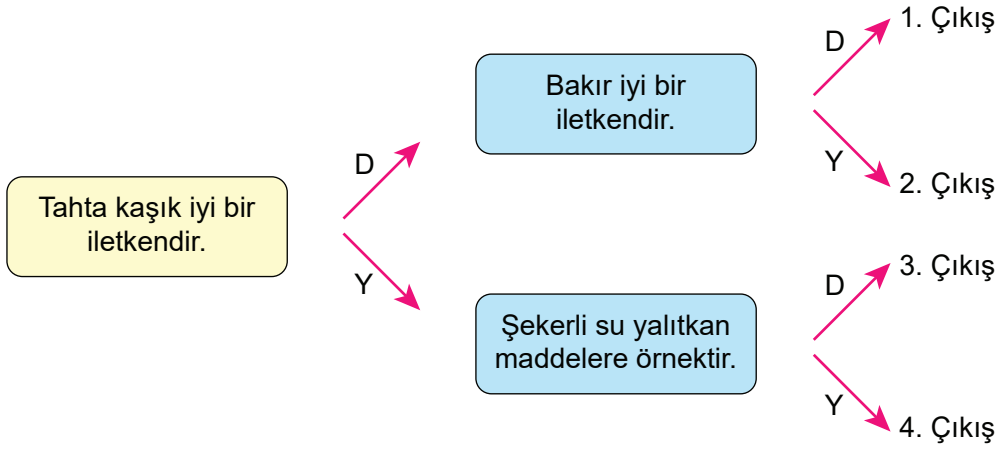 Tahta kaşık iyi bir
iletkendir.
D
Y
Bakır iyi bir
iletkendir.
D
Y
1. Çıkış
2. Çıkış
Şekerli su yalıtkan
maddelere örnektir.
D
Y
3. Çıkış
4. Çıkış